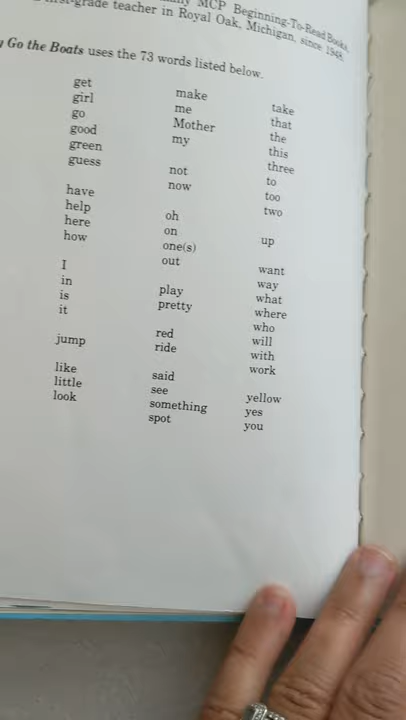 MCP Beginning-To-Read Books,
first-grade teacher in Royal Oak, Michigan, since 1948.
Go the Boats uses the 73 words listed below.
get
girl
go
good
green
guess
have
help
here
how
I
in
is
it
jump
like
little
look
make
me
Mother
my
not
now
oh
on
one(s)
out
play
pretty
red
ride
said
see
something
spot
take
that
the
this
three
to
too
two
up
want
way
what
where
who
will
with
work
yellow
yes
you